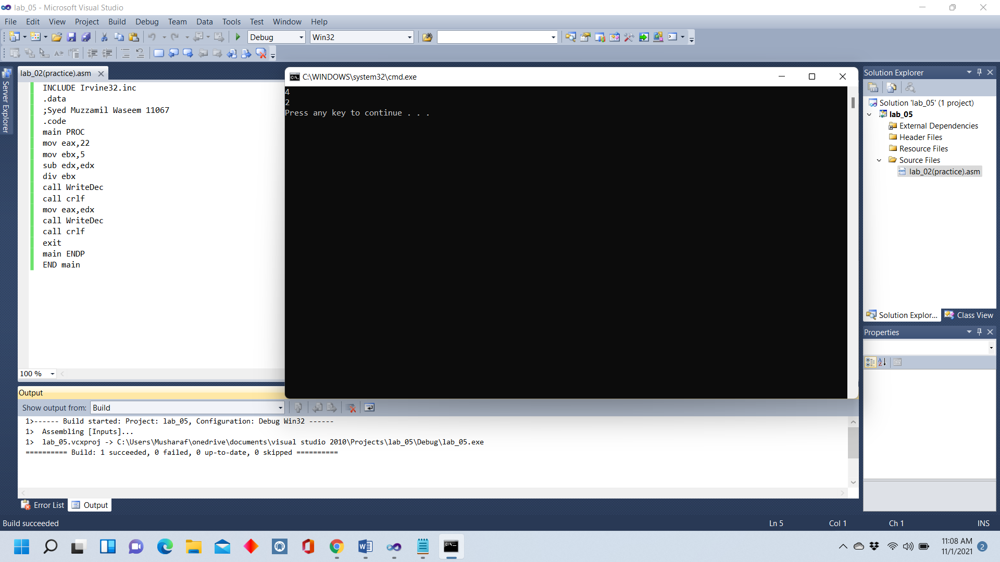 lab_05 - Microsoft Visual Studio
File Edit View Project Build Debug Team Data Tools Test Window Help
Debug Win32
Server Explorer
lab_02(practice).asm
INCLUDE Irvine32.inc
.data
;Syed Muzzamil Waseem 11067
.code
main PROC
mov eax,22
mov ebx,5
sub edx,edx
div ebx
call WriteDec
call crlf
mov eax,edx
call WriteDec
call crlf
exit
main ENDP
END main
100 %
C:\WINDOWS\system32\cmd.exe
4
2
Press any key to continue . . .
Solution Explorer
Solution 'lab_05' (1 project)
lab_05
External Dependencies
Header Files
Resource Files
Source Files
lab_02(practice).asm
Solution Explor... Class View
Properties
Output
Show output from: Build
1>------ Build started: Project: lab_05, Configuration: Debug Win32 ------
1>  Assembling [Inputs]...
1>  lab_05.vcxproj -> C:\Users\Musharaf\onedrive\documents\visual studio 2010\Projects\lab_05\Debug\lab_05.exe
========== Build: 1 succeeded, 0 failed, 0 up-to-date, 0 skipped ==========
Error List Output
Build succeeded Ln 5 Col 1 Ch 1 INS
11:08 AM
11/1/2021
2